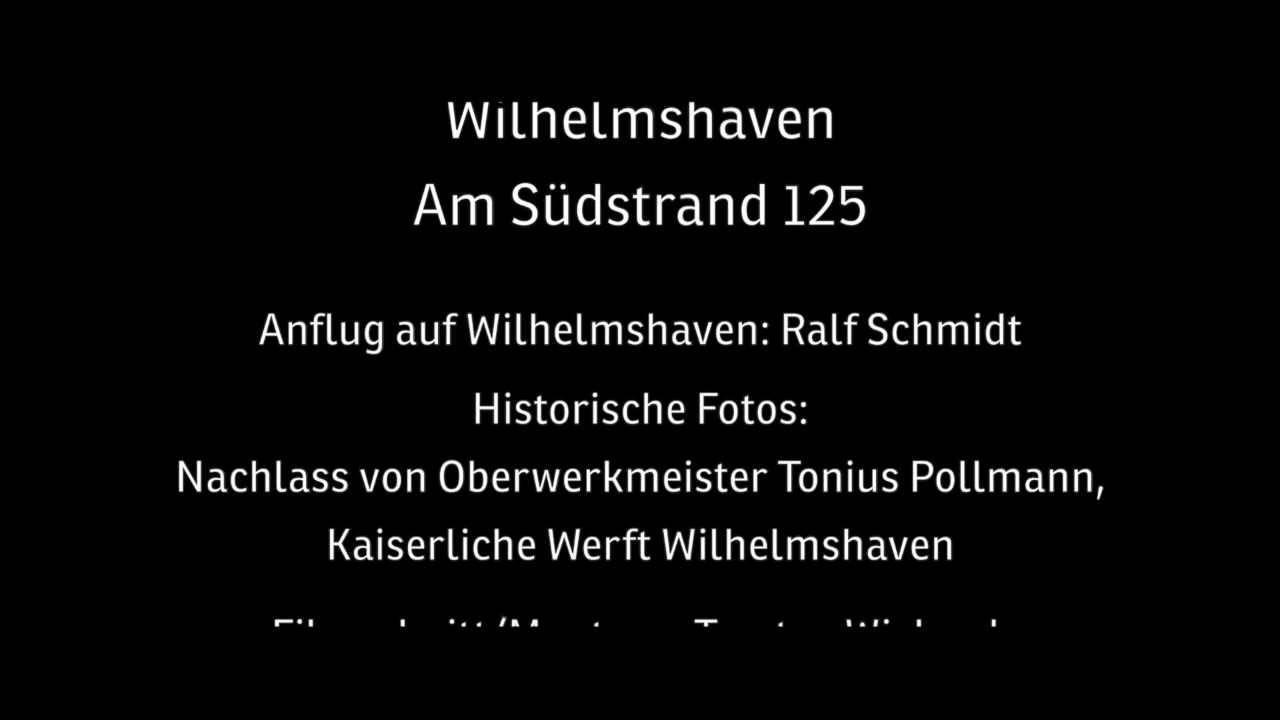 Wilhelmshaven
Am Südstrand 125
Anflug auf Wilhelmshaven: Ralf Schmidt
Historische Fotos:
Nachlass von Oberwerkmeister Tonius Pollmann,
Kaiserliche Werft Wilhelmshaven